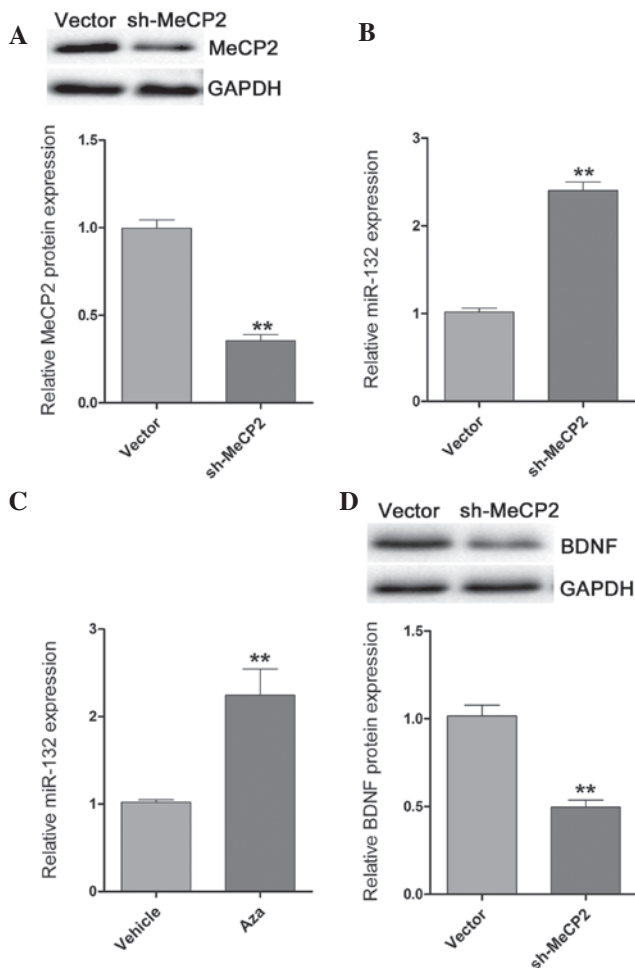 A
Vector sh-MeCP2
MeCP2
GAPDH
Relative MeCP2 protein expression
1.5
1.0
0.5
0.0
**
Vector
sh-MeCP2
B
Relative miR-132 expression
3
2
1
0
**
Vector
sh-MeCP2
C
Relative miR-132 expression
3
2
1
0
**
Vehicle
Aza
D
Vector sh-MeCP2
BDNF
GAPDH
Relative BDNF protein expression
1.5
1.0
0.5
0.0
**
Vector
sh-MeCP2